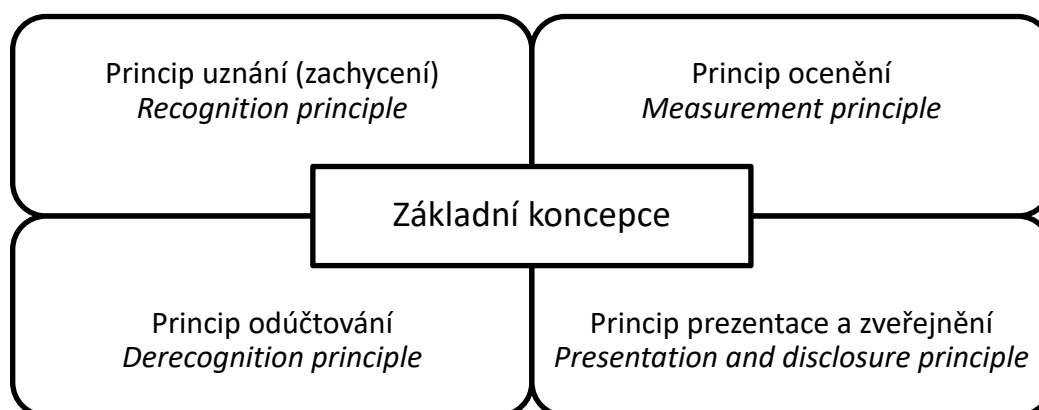 Princip uznání (zachycení)
Recognition principle
Princip ocenění
Measurement principle
Základní koncepce
Princip odúčtování
Derecognition principle
Princip prezentace a zveřejnění
Presentation and disclosure principle